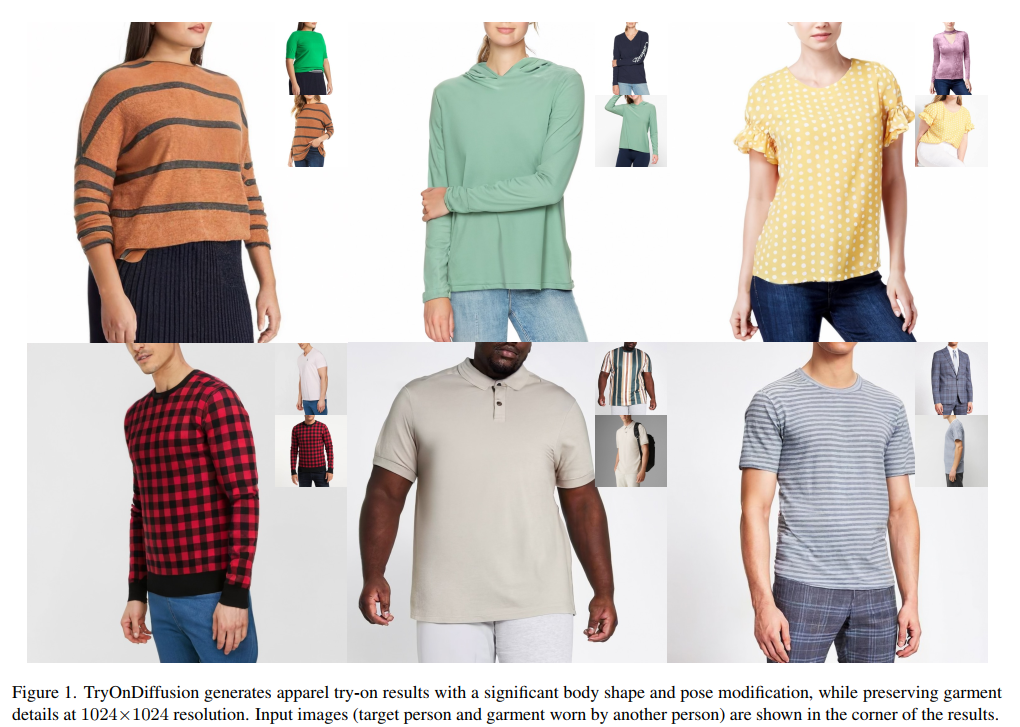 Figure 1. TryOnDiffusion generates apparel try-on results with a significant body shape and pose modification, while preserving garment
details at 1024×1024 resolution. Input images (target person and garment worn by another person) are shown in the corner of the results.